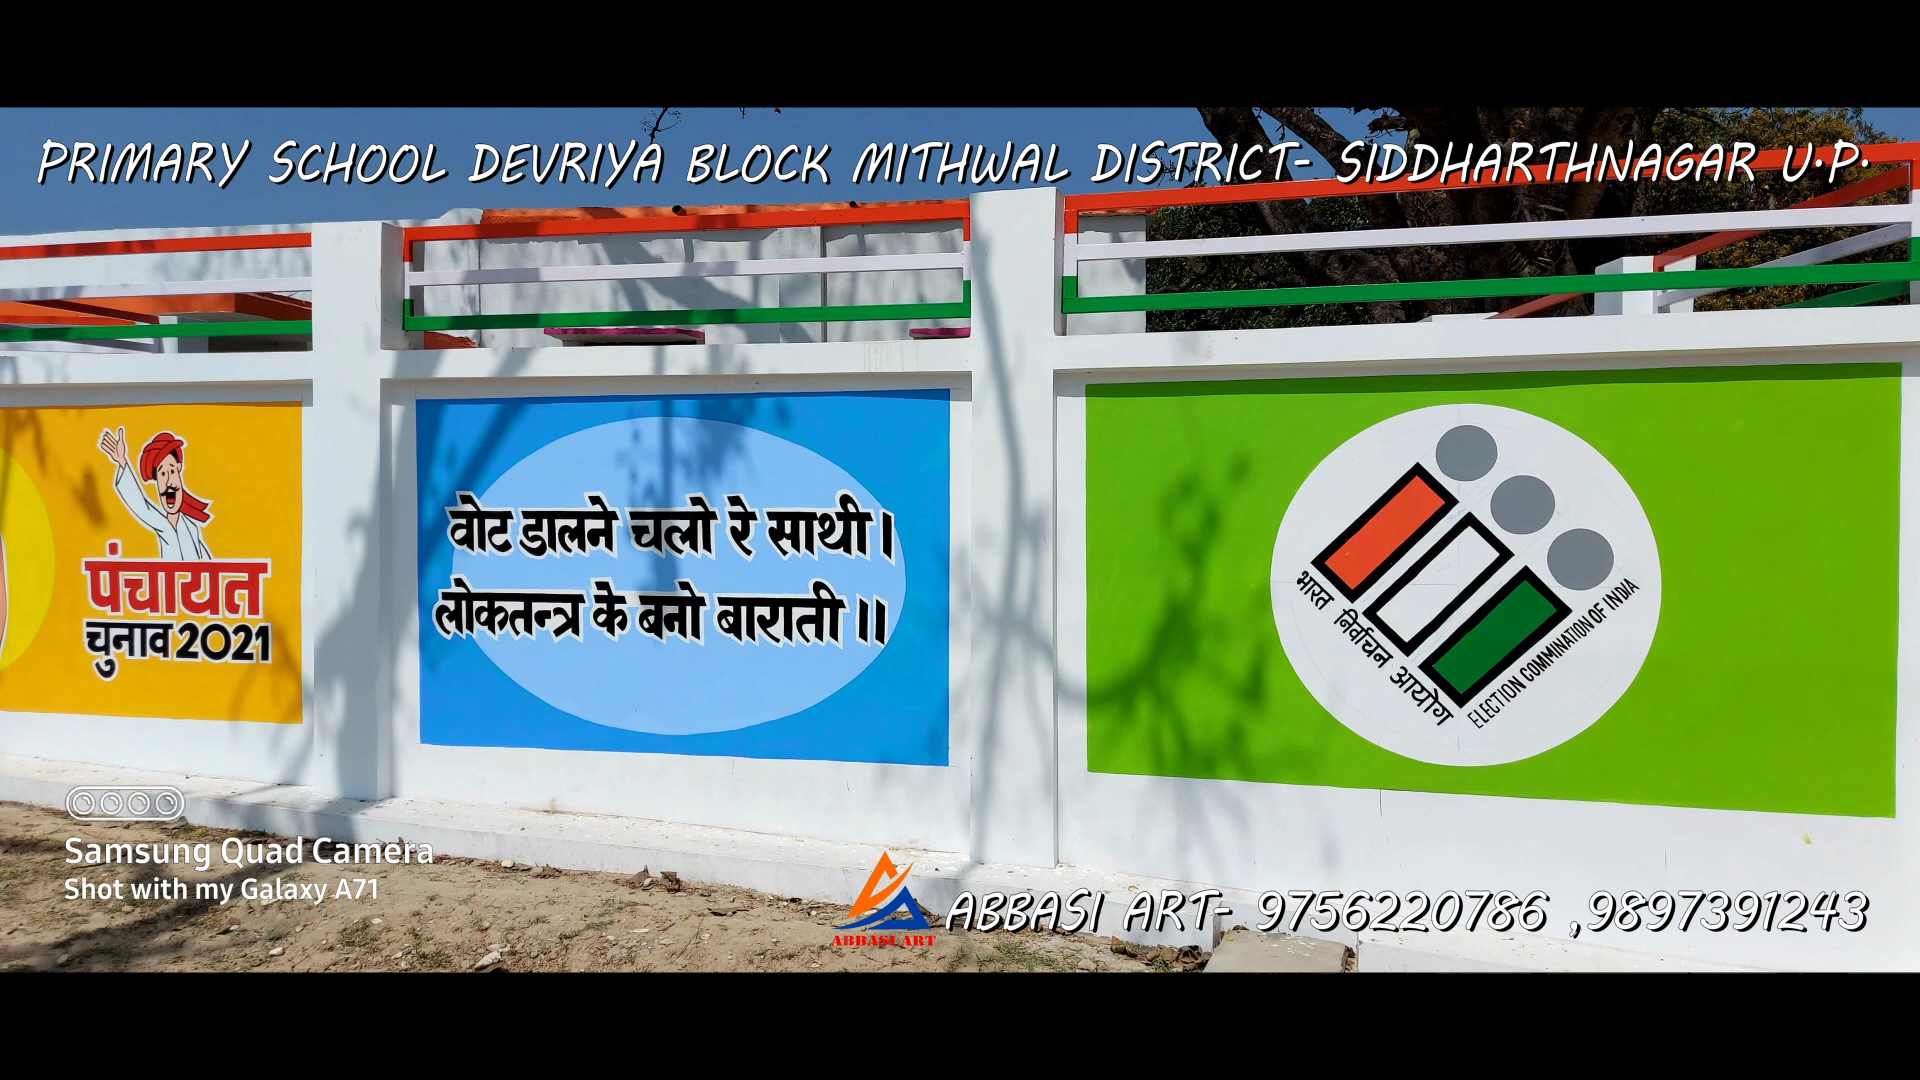 PRIMARY SCHOOL DEVRIYA BLOCK MITHWAL DISTRICT- SIDDHARTHNAGAR U.P.
पंचायत
चुनाव 2021
वोट डालने चलो रे साथी।
लोकतन्त्र के बनो बाराती।।
भारत निर्वाचन आयोग
ELECTION COMMINATION OF INDIA
Samsung Quad Camera
Shot with my Galaxy A71
ABBASI ART
ABBASI ART- 9756220786 ,9897391243